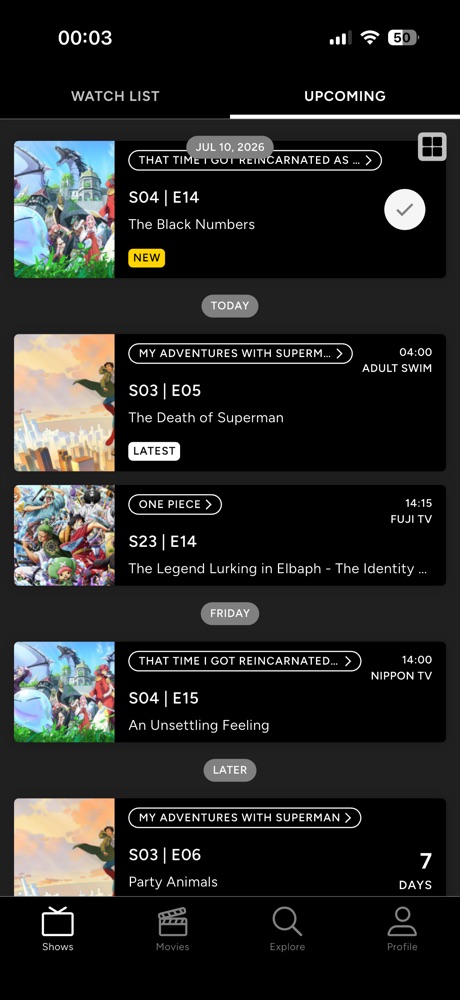 00:03
50
WATCH LIST
UPCOMING
JUL 10, 2026
THAT TIME I GOT REINCARNATED AS ...
S04 | E14
The Black Numbers
NEW
TODAY
MY ADVENTURES WITH SUPERM...
04:00
ADULT SWIM
S03 | E05
The Death of Superman
LATEST
ONE PIECE
14:15
FUJI TV
S23 | E14
The Legend Lurking in Elbaph - The Identity ...
FRIDAY
THAT TIME I GOT REINCARNATED...
14:00
NIPPON TV
S04 | E15
An Unsettling Feeling
LATER
MY ADVENTURES WITH SUPERMAN
S03 | E06
Party Animals
7
DAYS
Shows
Movies
Explore
Profile